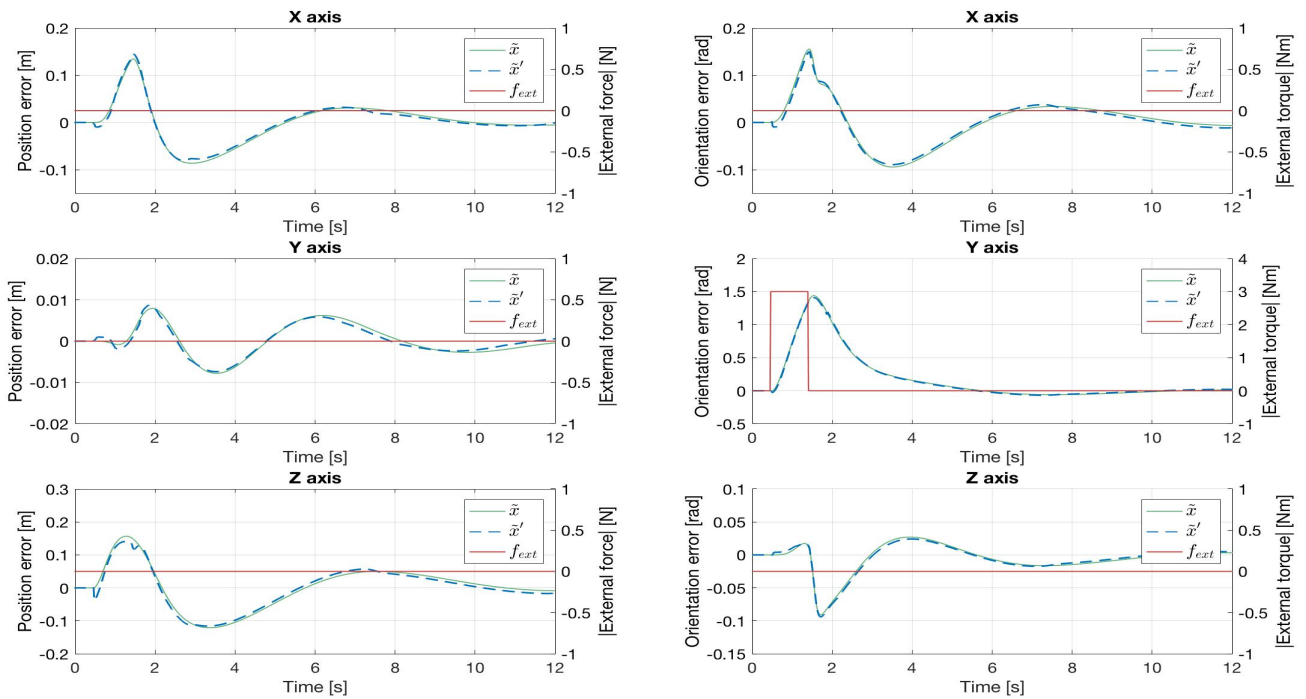 X axis
Position error [m]
0.2
0.1
0
-0.1
1
0.5
0
-0.5
-1
|External force| [N]
x̃
x̃′
f_ext
0 2 4 6 8 10 12
Time [s]
X axis
Orientation error [rad]
0.2
0.1
0
-0.1
1
0.5
0
-0.5
-1
|External torque| [Nm]
x̃
x̃′
f_ext
0 2 4 6 8 10 12
Time [s]
Y axis
Position error [m]
0.02
0.01
0
-0.01
-0.02
1
0.5
0
-0.5
-1
|External force| [N]
x̃
x̃′
f_ext
0 2 4 6 8 10 12
Time [s]
Y axis
Orientation error [rad]
2
1.5
1
0.5
0
-0.5
4
3
2
1
0
-1
|External torque| [Nm]
x̃
x̃′
f_ext
0 2 4 6 8 10 12
Time [s]
Z axis
Position error [m]
0.3
0.2
0.1
0
-0.1
-0.2
1
0.5
0
-0.5
-1
|External force| [N]
x̃
x̃′
f_ext
0 2 4 6 8 10 12
Time [s]
Z axis
Orientation error [rad]
0.1
0.05
0
-0.05
-0.1
-0.15
1
0.5
0
-0.5
-1
|External torque| [Nm]
x̃
x̃′
f_ext
0 2 4 6 8 10 12
Time [s]